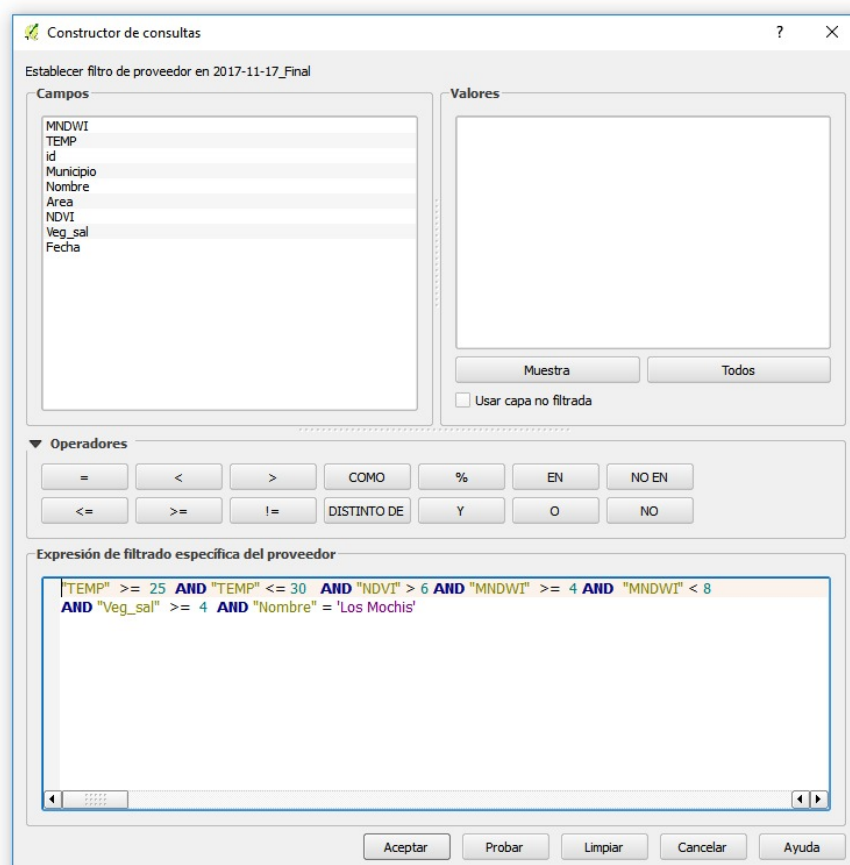 Constructor de consultas
Establecer filtro de proveedor en 2017-11-17_Final
Campos
MNDWI
TEMP
id
Municipio
Nombre
Area
NDVI
Veg_sal
Fecha
Valores
Muestra
Todos
Usar capa no filtrada
Operadores
= < > COMO % EN NO EN
<= >= != DISTINTO DE Y O NO
Expresión de filtrado específica del proveedor
"TEMP" >= 25 AND "TEMP" <= 30 AND "NDVI" > 6 AND "MNDWI" >= 4 AND "MNDWI" < 8
AND "Veg_sal" >= 4 AND "Nombre" = 'Los Mochis'
Aceptar Probar Limpiar Cancelar Ayuda